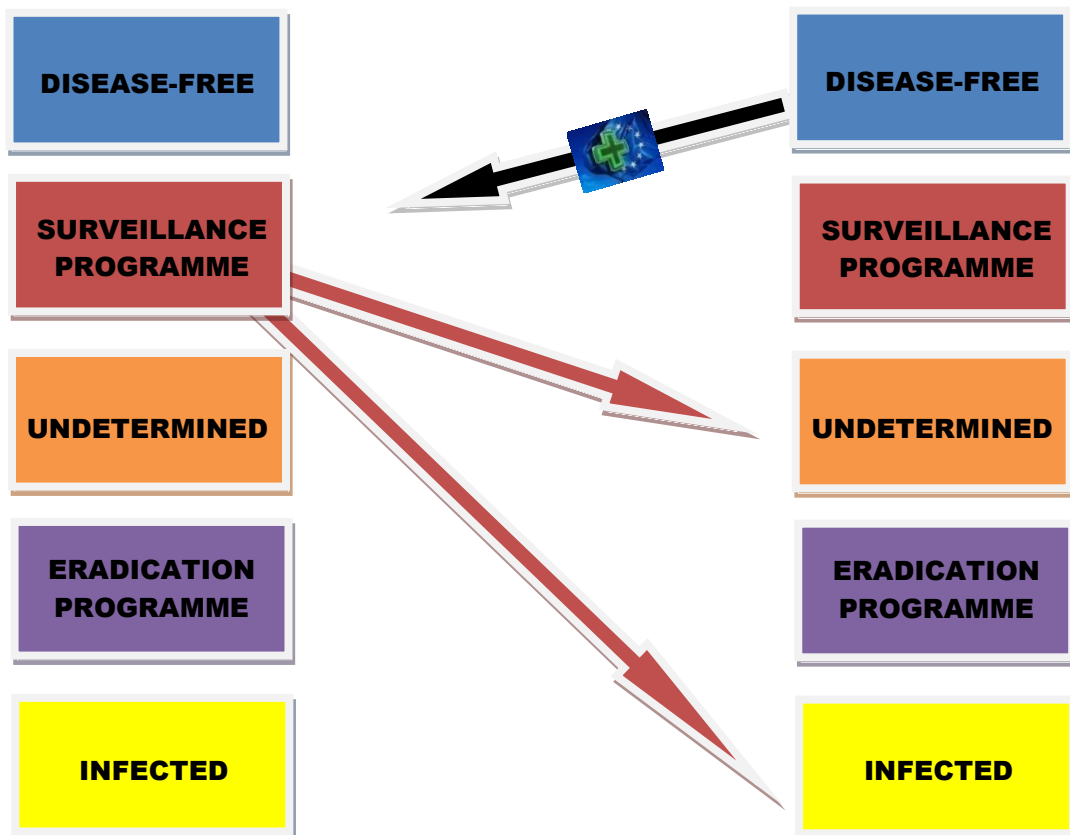 DISEASE-FREE
SURVEILLANCE
PROGRAMME
UNDETERMINED
ERADICATION
PROGRAMME
INFECTED
DISEASE-FREE
SURVEILLANCE
PROGRAMME
UNDETERMINED
ERADICATION
PROGRAMME
INFECTED